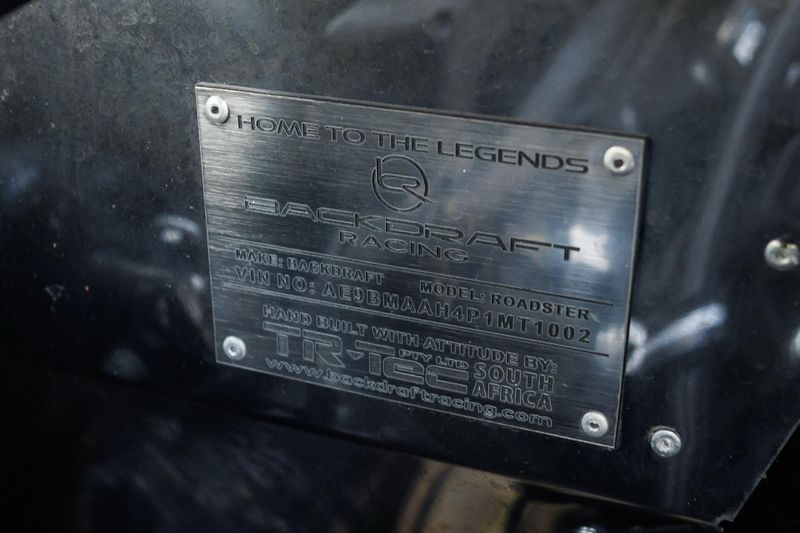 HOME TO THE LEGENDS
BACKDRAFT
RACING
MAKE: BACKDRAFT MODEL: ROADSTER
VIN NO: AE9BMAAH4P1MT1002
HAND BUILT WITH ATTITUDE BY:
TR-TEC PTY LTD SOUTH AFRICA
www.backdraftracing.com